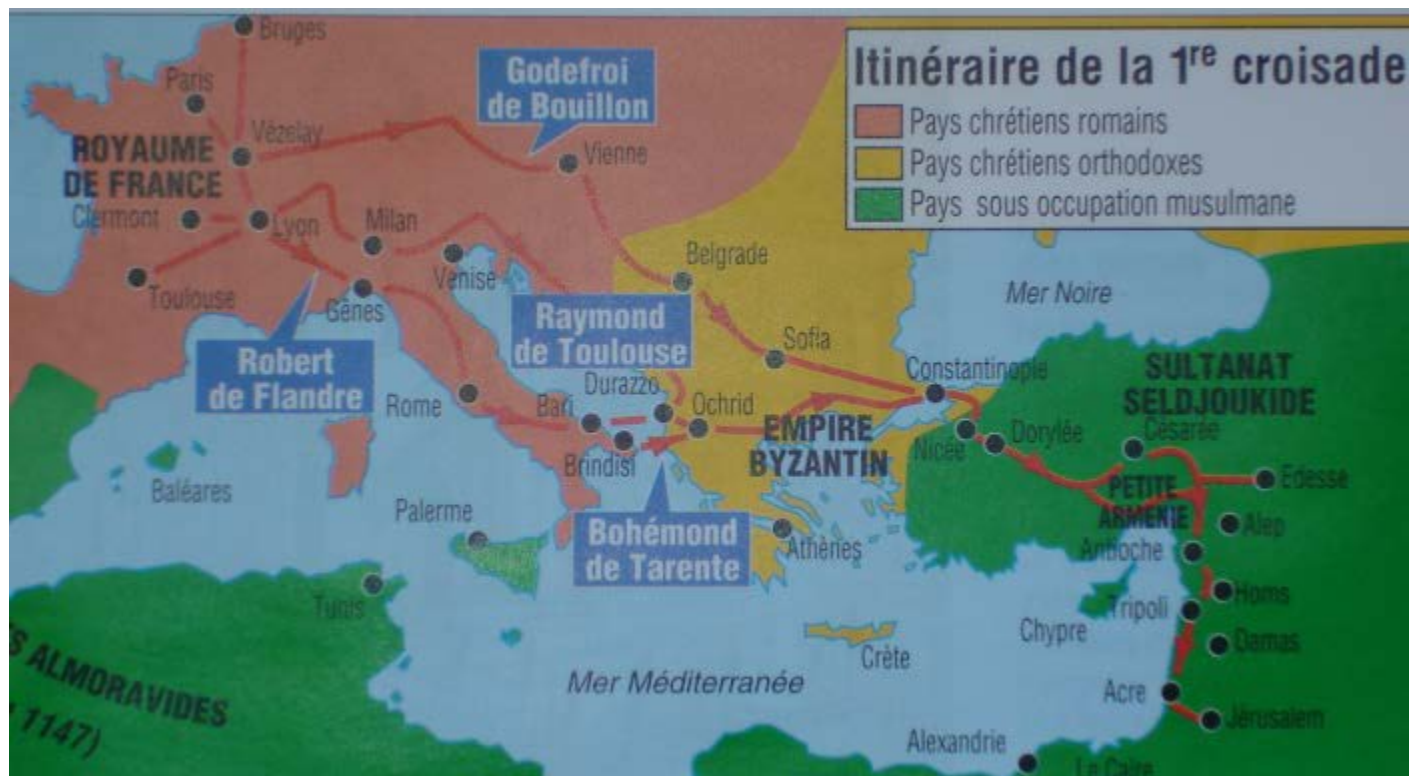 Itinéraire de la 1re croisade
Pays chrétiens romains
Pays chrétiens orthodoxes
Pays sous occupation musulmane
Bruges
Paris
Godefroi
de Bouillon
Vézelay
ROYAUME
DE FRANCE
Vienne
Clermont
Lyon
Milan
Venise
Belgrade
Toulouse
Gênes
Mer Noire
Robert
de Flandre
Raymond
de Toulouse
Sofia
Constantinople
SULTANAT
SELDJOUKIDE
Rome
Bari
Durazzo
Ochrid
EMPIRE
BYZANTIN
Nicée
Dorylée
Césarée
Brindisi
Baléares
Edesse
PETITE
ARMENIE
Alep
Palerme
Bohémond
de Tarente
Athènes
Antioche
Tunis
Homs
Tripoli
Chypre
Crète
Damas
S ALMORAVIDES
1147)
Mer Méditerranée
Acre
Jérusalem
Alexandrie
Le Caire